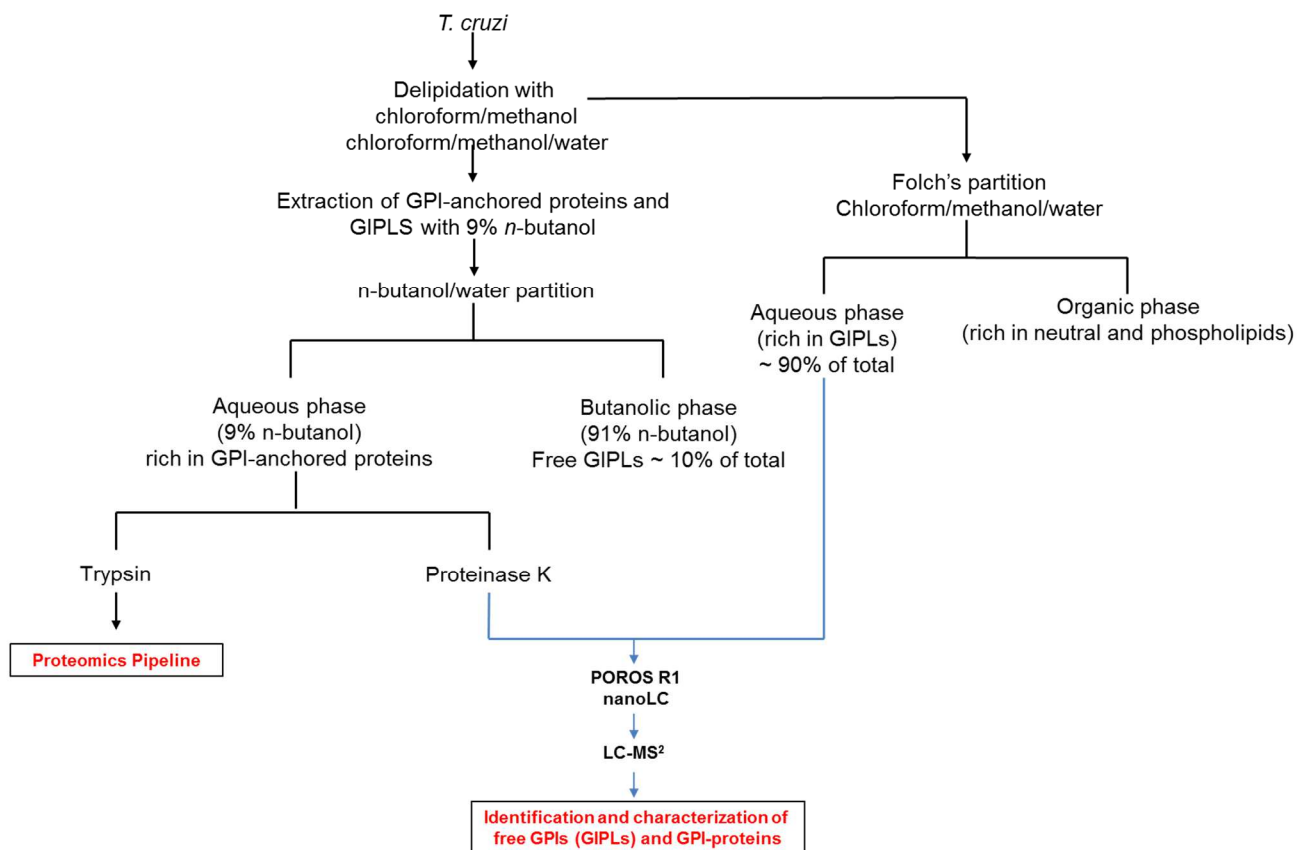 T. cruzi
Delipidation with
chloroform/methanol
chloroform/methanol/water
Extraction of GPI-anchored proteins and
GIPLS with 9% n-butanol
n-butanol/water partition
Folch's partition
Chloroform/methanol/water
Aqueous phase
(rich in GIPLs)
~ 90% of total
Organic phase
(rich in neutral and phospholipids)
Aqueous phase
(9% n-butanol)
rich in GPI-anchored proteins
Butanolic phase
(91% n-butanol)
Free GIPLs ~ 10% of total
Trypsin
Proteinase K
Proteomics Pipeline
POROS R1
nanoLC
LC-MS²
Identification and characterization of
free GPIs (GIPLs) and GPI-proteins